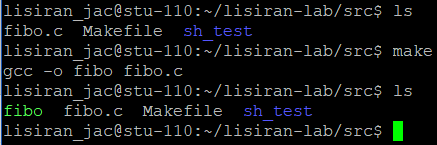 lisiran_jac@stu-110:~/lisiran-lab/src$ ls
fibo.c  Makefile  sh_test
lisiran_jac@stu-110:~/lisiran-lab/src$ make
gcc -o fibo fibo.c
lisiran_jac@stu-110:~/lisiran-lab/src$ ls
fibo  fibo.c  Makefile  sh_test
lisiran_jac@stu-110:~/lisiran-lab/src$